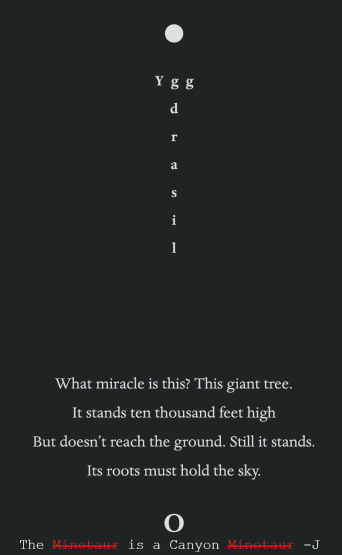 Y g g
d
r
a
s
i
l
What miracle is this? This giant tree.
It stands ten thousand feet high
But doesn’t reach the ground. Still it stands.
Its roots must hold the sky.
O
The Minotaur is a Canyon Minotaur -J